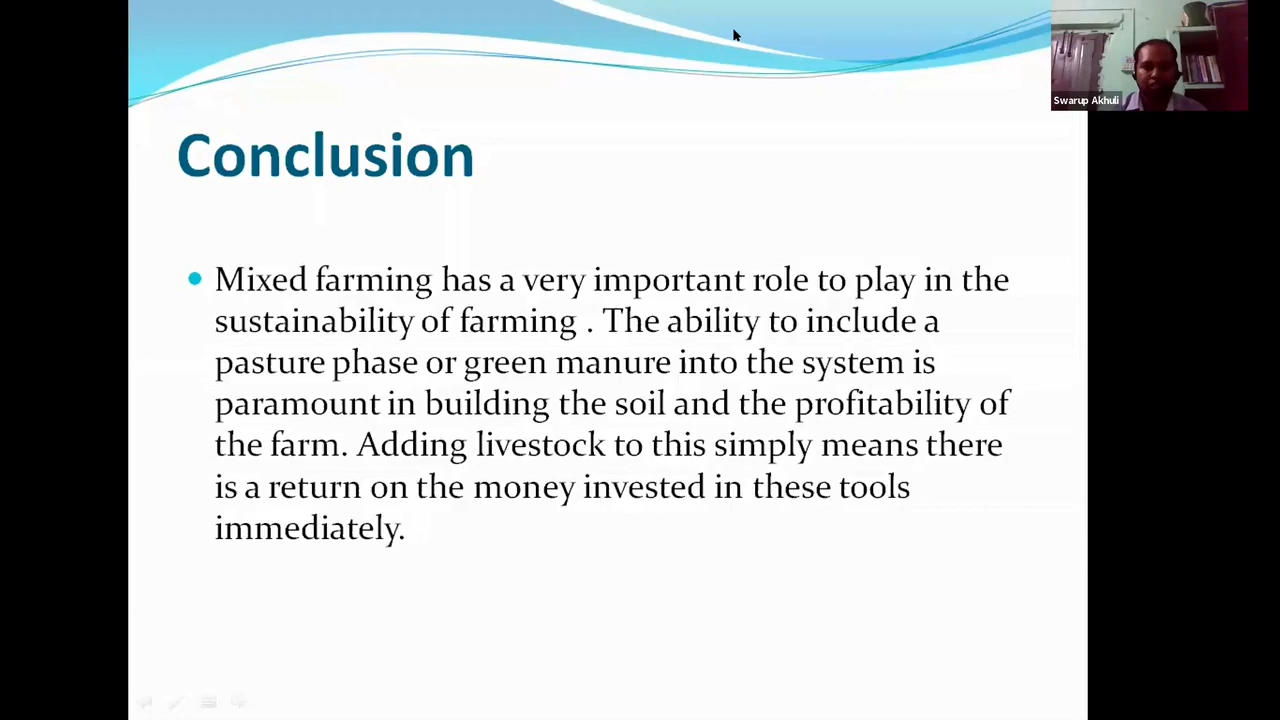 Swarup Akhuli
Conclusion
Mixed farming has a very important role to play in the
sustainability of farming . The ability to include a
pasture phase or green manure into the system is
paramount in building the soil and the profitability of
the farm. Adding livestock to this simply means there
is a return on the money invested in these tools
immediately.